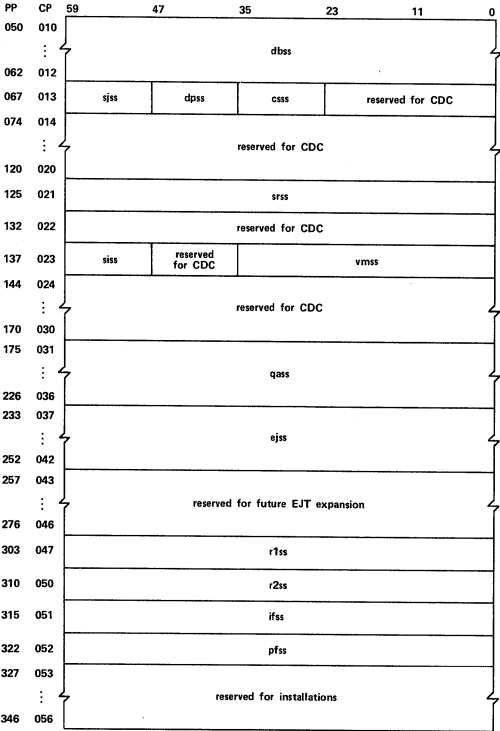 PP CP 59 47 35 23 11 0
050 010
⋮ dbss
062 012
067 013 sjss dpss csss reserved for CDC
074 014
⋮ reserved for CDC
120 020
125 021 srss
132 022 reserved for CDC
137 023 siss reserved for CDC vmss
144 024
⋮ reserved for CDC
170 030
175 031
⋮ qass
226 036
233 037
⋮ ejss
252 042
257 043
⋮ reserved for future EJT expansion
276 046
303 047 r1ss
310 050 r2ss
315 051 ifss
322 052 pfss
327 053
⋮ reserved for installations
346 056